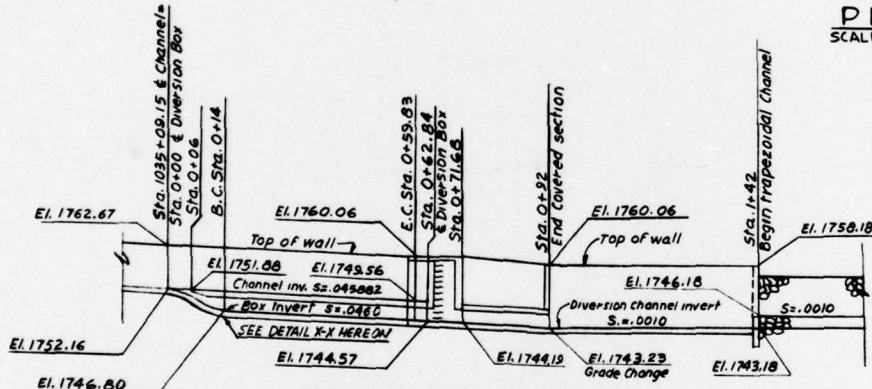 P
SCALE
Sta. 1035+09.15 ₵ Channel=
Sta. 0+00 ₵ Diversion Box
Sta. 0+06
B.C. Sta. 0+14
E.C. Sta. 0+59.83
Sta. 0+62.84
₵ Diversion Box
Sta. 0+71.68
Sta. 0+92
End Covered section
Sta. 1+42
Begin trapezoidal Channel
El. 1762.67
El. 1760.06
El. 1760.06
El. 1758.18
Top of wall
Top of wall
El. 1751.88
El. 1749.56
El. 1746.18
Channel inv. S=.045882
Box Invert S=.0460
Diversion channel invert
S.=.0010
S=.0010
SEE DETAIL X-X HEREON
El. 1752.16
El. 1744.57
El. 1744.19
El. 1743.23
Grade Change
El. 1743.18
El. 1746.80